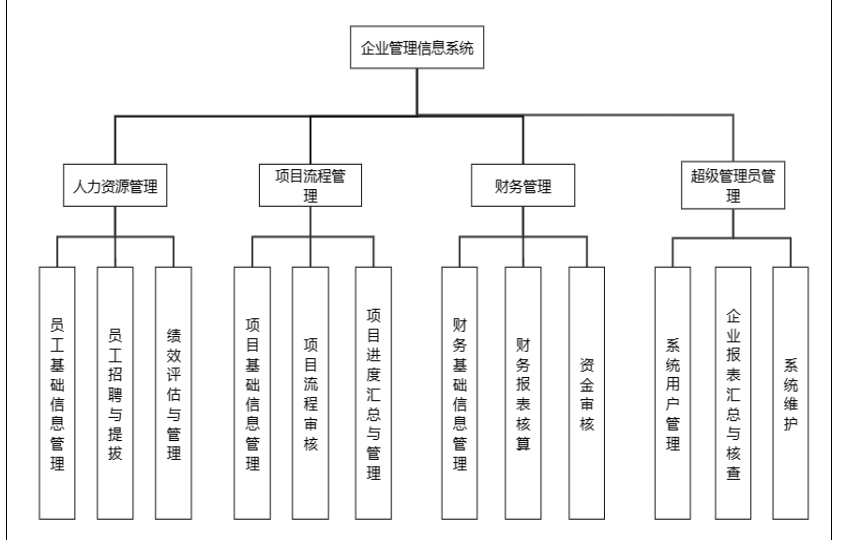 企业管理信息系统
人力资源管理
项目流程管
理
财务管理
超级管理员管
理
员工基础信息管理
员工招聘与提拔
绩效评估与管理
项目基础信息管理
项目流程审核
项目进度汇总与管理
财务基础信息管理
财务报表核算
资金审核
系统用户管理
企业报表汇总与核查
系统维护